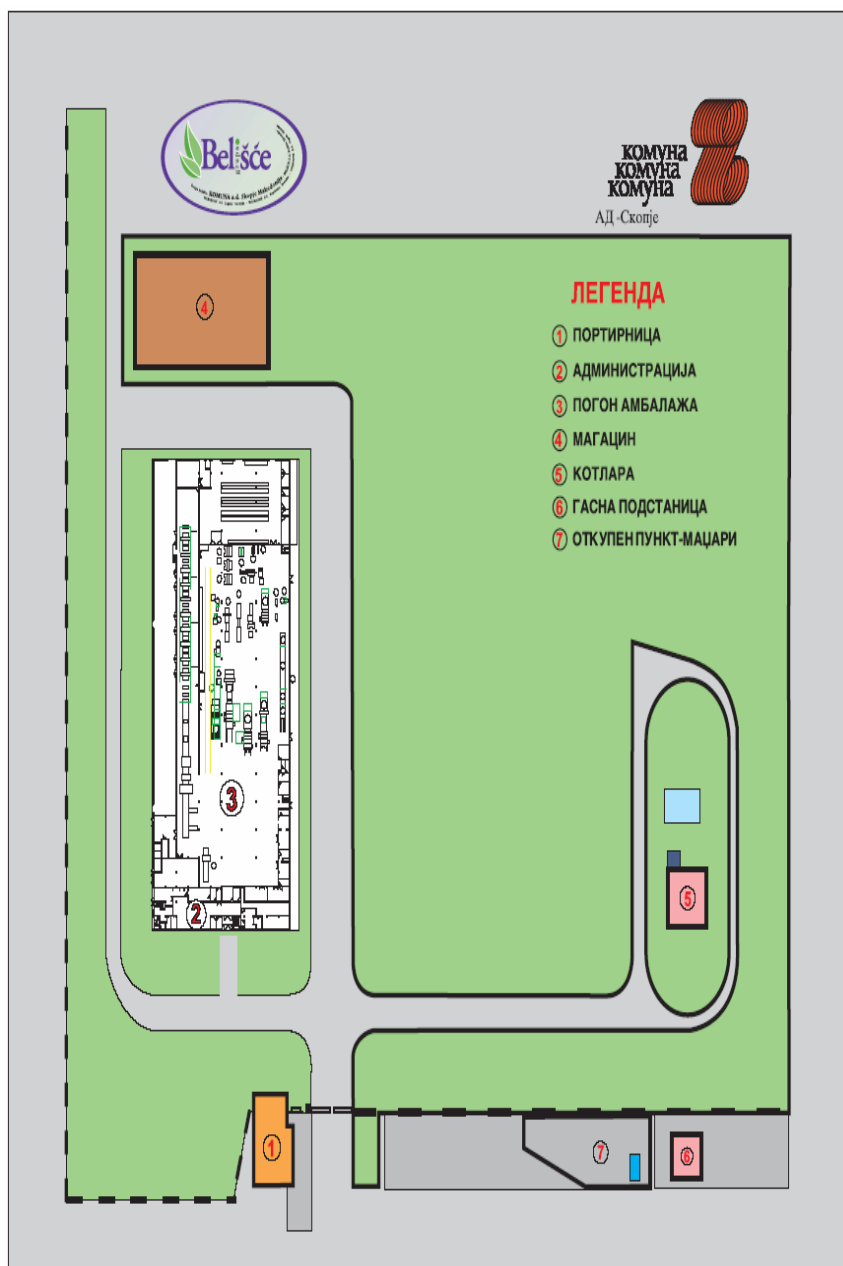 Belišće
комуна
комуна
комуна
АД -Скопје
ЛЕГЕНДА
1 ПОРТИРНИЦА
2 АДМИНИСТРАЦИЈА
3 ПОГОН АМБАЛАЖА
4 МАГАЦИН
5 КОТЛАРА
6 ГАСНА ПОДСТАНИЦА
7 ОТКУПЕН ПУНКТ-МАЏАРИ
4
3
2
5
1
7
6